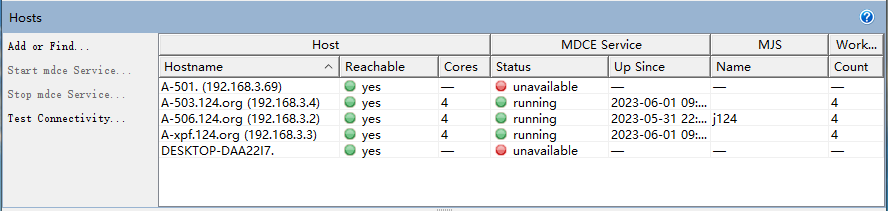 Hosts
Add or Find...
Start mdce Service...
Stop mdce Service...
Test Connectivity...
Host MDCE Service MJS Work...
Hostname Reachable Cores Status Up Since Name Count
A-501. (192.168.3.69) yes — unavailable — — —
A-503.124.org (192.168.3.4) yes 4 running 2023-06-01 09:... 4
A-506.124.org (192.168.3.2) yes 4 running 2023-05-31 22:... j124 4
A-xpf.124.org (192.168.3.3) yes 4 running 2023-06-01 09:... 4
DESKTOP-DAA22I7. yes — unavailable — — —